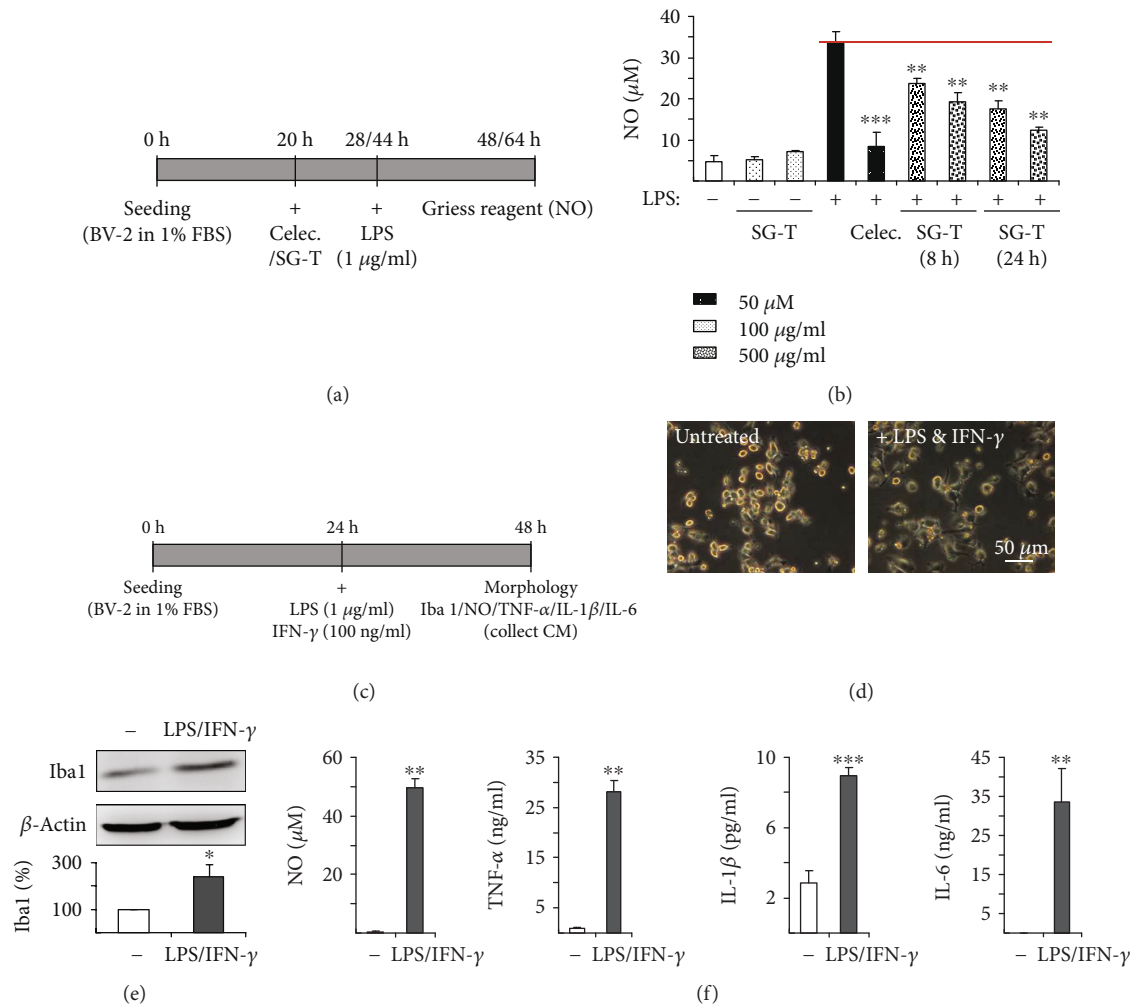 0 h 20 h 28/44 h 48/64 h
Seeding + + Griess reagent (NO)
(BV-2 in 1% FBS) Celec. LPS
/SG-T (1 μg/ml)
(a)
NO (μM)
40
30
20
10
** ** ** **
***
LPS: − − − + + + + + +
SG-T Celec. SG-T SG-T
(8 h) (24 h)
50 μM
100 μg/ml
500 μg/ml
(b)
0 h 24 h 48 h
Seeding + Morphology
(BV-2 in 1% FBS) LPS (1 μg/ml) Iba 1/NO/TNF-α/IL-1β/IL-6
IFN-γ (100 ng/ml) (collect CM)
(c)
Untreated + LPS & IFN-γ
50 μm
(d)
− LPS/IFN-γ
Iba1
β-Actin
Iba1 (%)
300
100
*
− LPS/IFN-γ
(e)
NO (μM)
60
40
20
**
− LPS/IFN-γ
TNF-α (ng/ml)
35
25
15
5
**
− LPS/IFN-γ
IL-1β (pg/ml)
9
6
2
***
− LPS/IFN-γ
IL-6 (ng/ml)
45
35
25
15
5
**
− LPS/IFN-γ
(f)